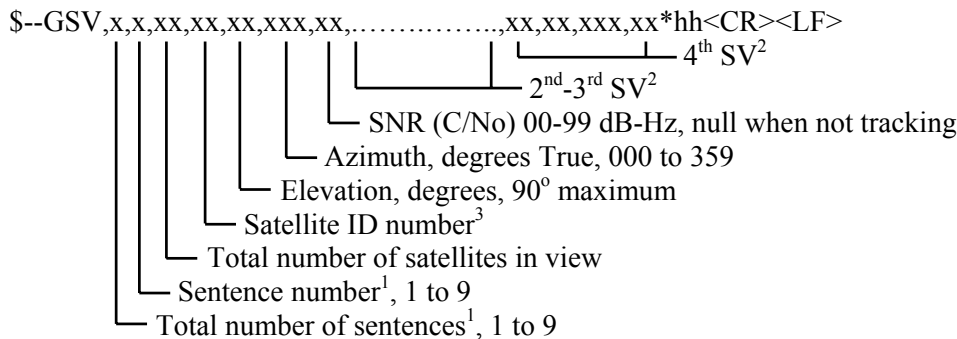 $--GSV,x,x,xx,xx,xx,xxx,xx,……..……..,xx,xx,xxx,xx*hh<CR><LF>
4th SV2
2nd-3rd SV2
SNR (C/No) 00-99 dB-Hz, null when not tracking
Azimuth, degrees True, 000 to 359
Elevation, degrees, 90o maximum
Satellite ID number3
Total number of satellites in view
Sentence number1, 1 to 9
Total number of sentences1, 1 to 9